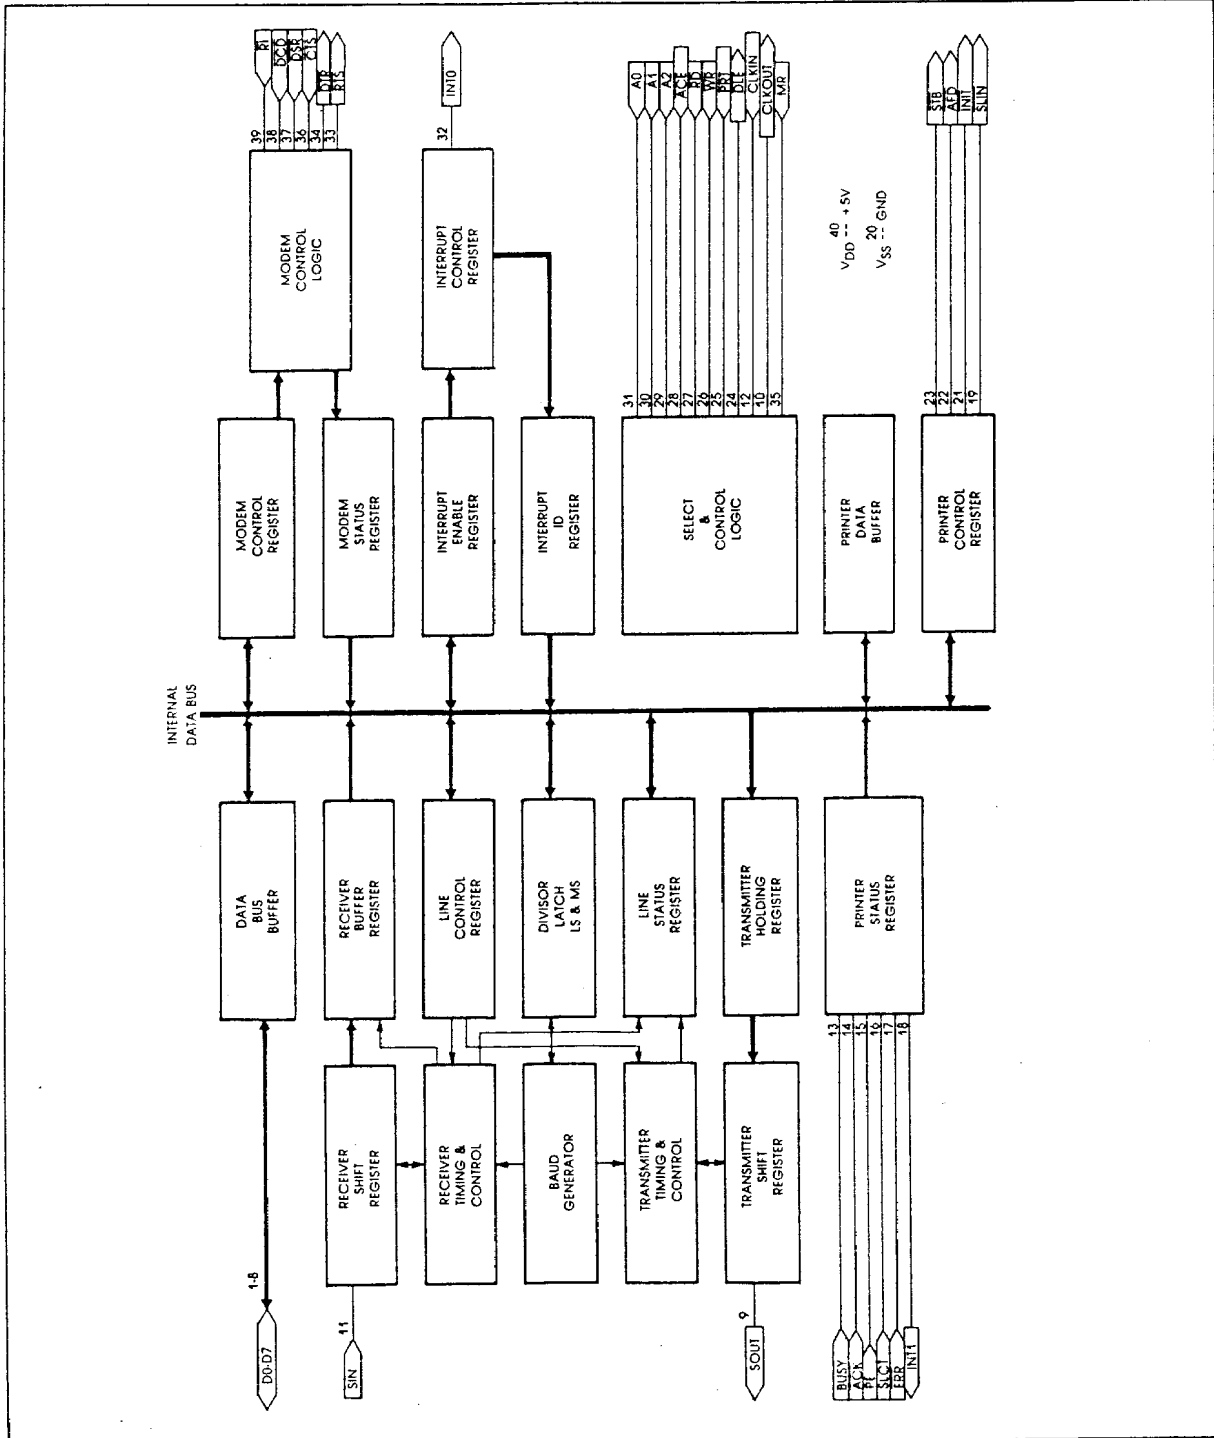 INTERNAL
DATA BUS
D0-D7
1-8
DATA
BUS
BUFFER
MODEM
CONTROL
REGISTER
MODEM
CONTROL
LOGIC
39
38
37
36
34
33
RI
DCD
DSR
CTS
DTR
RTS
SIN
11
RECEIVER
SHIFT
REGISTER
RECEIVER
BUFFER
REGISTER
MODEM
STATUS
REGISTER
RECEIVER
TIMING &
CONTROL
LINE
CONTROL
REGISTER
INTERRUPT
ENABLE
REGISTER
INTERRUPT
CONTROL
REGISTER
32
INT0
BAUD
GENERATOR
DIVISOR
LATCH
LS & MS
INTERRUPT
ID
REGISTER
TRANSMITTER
TIMING &
CONTROL
LINE
STATUS
REGISTER
SELECT
&
CONTROL
LOGIC
31
30
29
28
27
26
25
24
12
10
35
A0
A1
A2
ACE
RD
WR
PRT
DLE
CLKIN
CLKOUT
MR
SOUT
9
TRANSMITTER
SHIFT
REGISTER
TRANSMITTER
HOLDING
REGISTER
BUSY
ACK
PE
SLCT
ERR
INT1
13
14
15
16
17
18
PRINTER
STATUS
REGISTER
PRINTER
DATA
BUFFER
40
VDD -- +5V
20
VSS -- GND
PRINTER
CONTROL
REGISTER
23
22
21
19
STB
AFD
INIT
SLIN